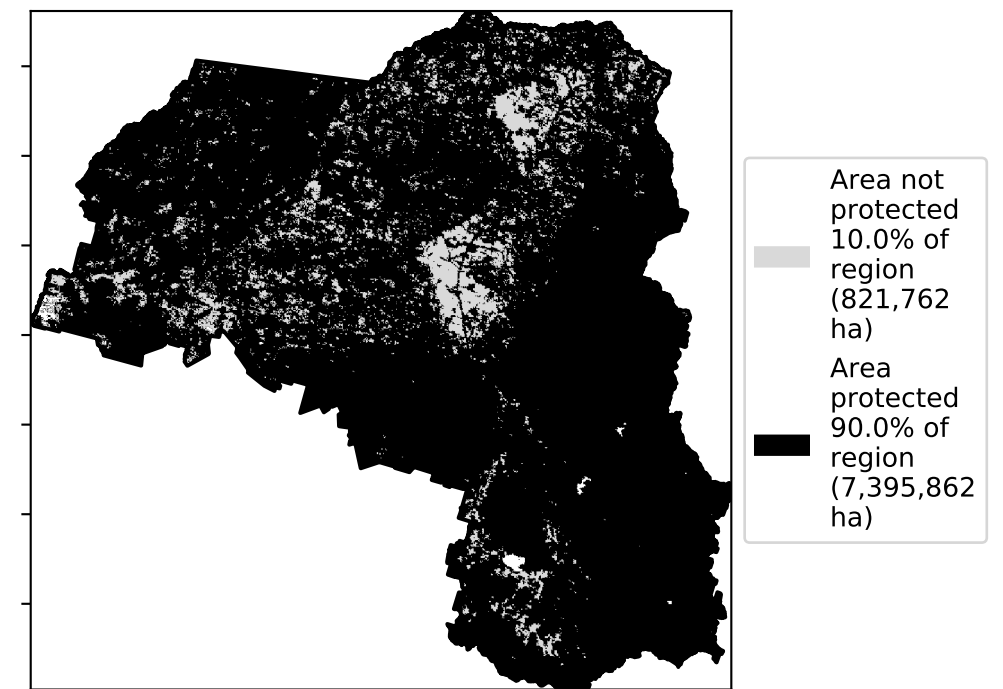 Area not
protected
10.0% of
region
(821,762
ha)
Area
protected
90.0% of
region
(7,395,862
ha)